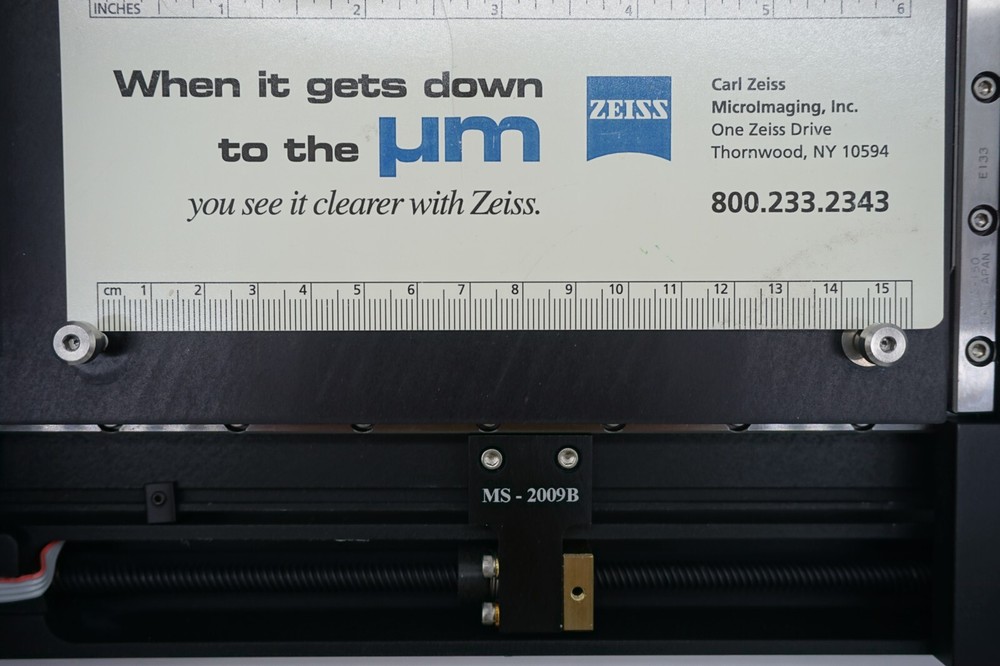 INCHES 1 2 3 4 5 6
When it gets down
to the µm
you see it clearer with Zeiss.
ZEISS
Carl Zeiss
MicroImaging, Inc.
One Zeiss Drive
Thornwood, NY 10594
800.233.2343
cm 1 2 3 4 5 6 7 8 9 10 11 12 13 14 15
E133
JAPAN
MS - 2009B